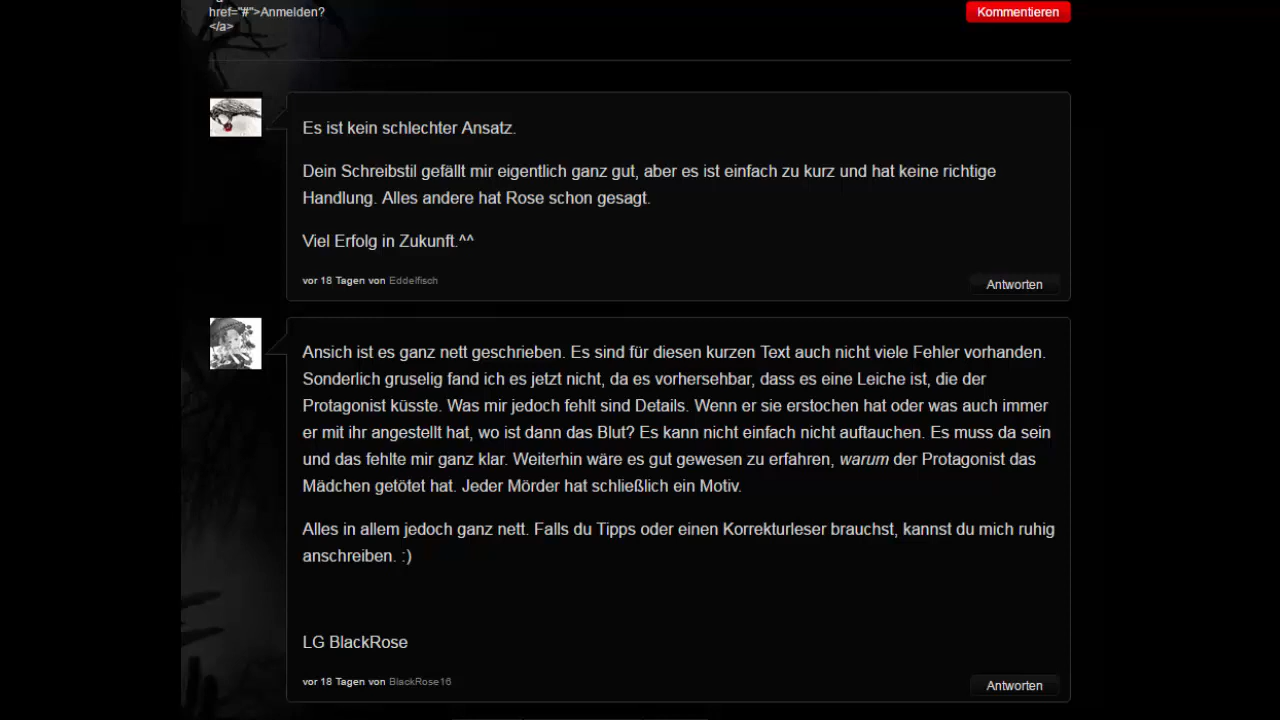 href="#">Anmelden?
</a>
Kommentieren
Es ist kein schlechter Ansatz.
Dein Schreibstil gefällt mir eigentlich ganz gut, aber es ist einfach zu kurz und hat keine richtige
Handlung. Alles andere hat Rose schon gesagt.
Viel Erfolg in Zukunft.^^
vor 18 Tagen von Eddelfisch
Antworten
Ansich ist es ganz nett geschrieben. Es sind für diesen kurzen Text auch nicht viele Fehler vorhanden.
Sonderlich gruselig fand ich es jetzt nicht, da es vorhersehbar, dass es eine Leiche ist, die der
Protagonist küsste. Was mir jedoch fehlt sind Details. Wenn er sie erstochen hat oder was auch immer
er mit ihr angestellt hat, wo ist dann das Blut? Es kann nicht einfach nicht auftauchen. Es muss da sein
und das fehlte mir ganz klar. Weiterhin wäre es gut gewesen zu erfahren, warum der Protagonist das
Mädchen getötet hat. Jeder Mörder hat schließlich ein Motiv.
Alles in allem jedoch ganz nett. Falls du Tipps oder einen Korrekturleser brauchst, kannst du mich ruhig
anschreiben. :)
LG BlackRose
vor 18 Tagen von BlackRose16
Antworten